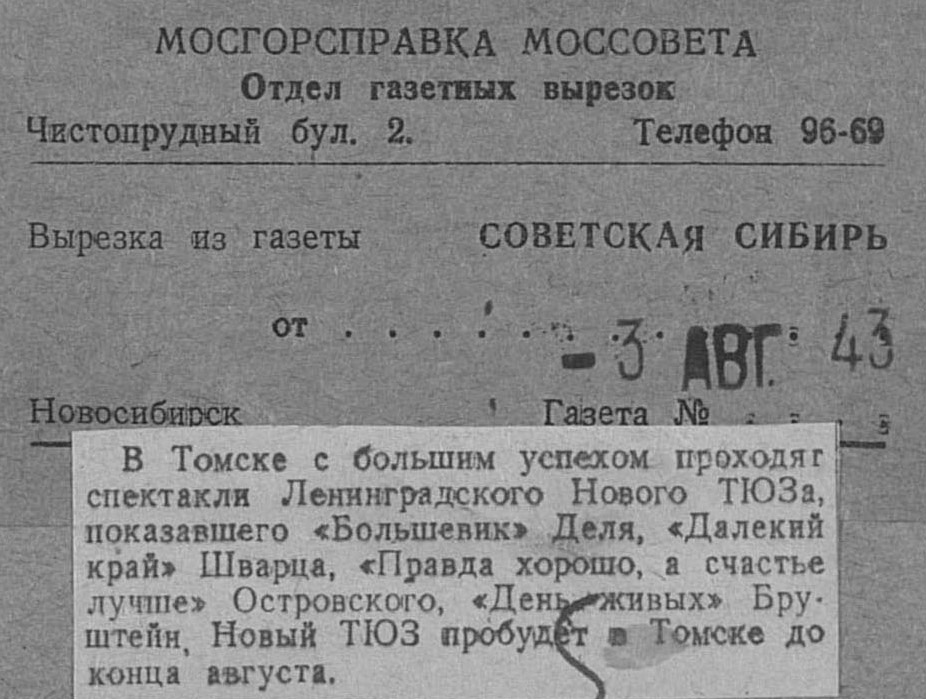 МОСГОРСПРАВКА МОССОВЕТА
Отдел газетных вырезок
Чистопрудный бул. 2. Телефон 96-69
Вырезка из газеты СОВЕТСКАЯ СИБИРЬ
от . . . . . . . - 3 АВГ. 43
Новосибирск Газета № . . . .
В Томске с большим успехом проходят
спектакли Ленинградского Нового ТЮЗа,
показавшего «Большевик» Деля, «Далекий
край» Шварца, «Правда хорошо, а счастье
лучше» Островского, «День живых» Бру-
штейн. Новый ТЮЗ пробудет в Томске до
конца августа.